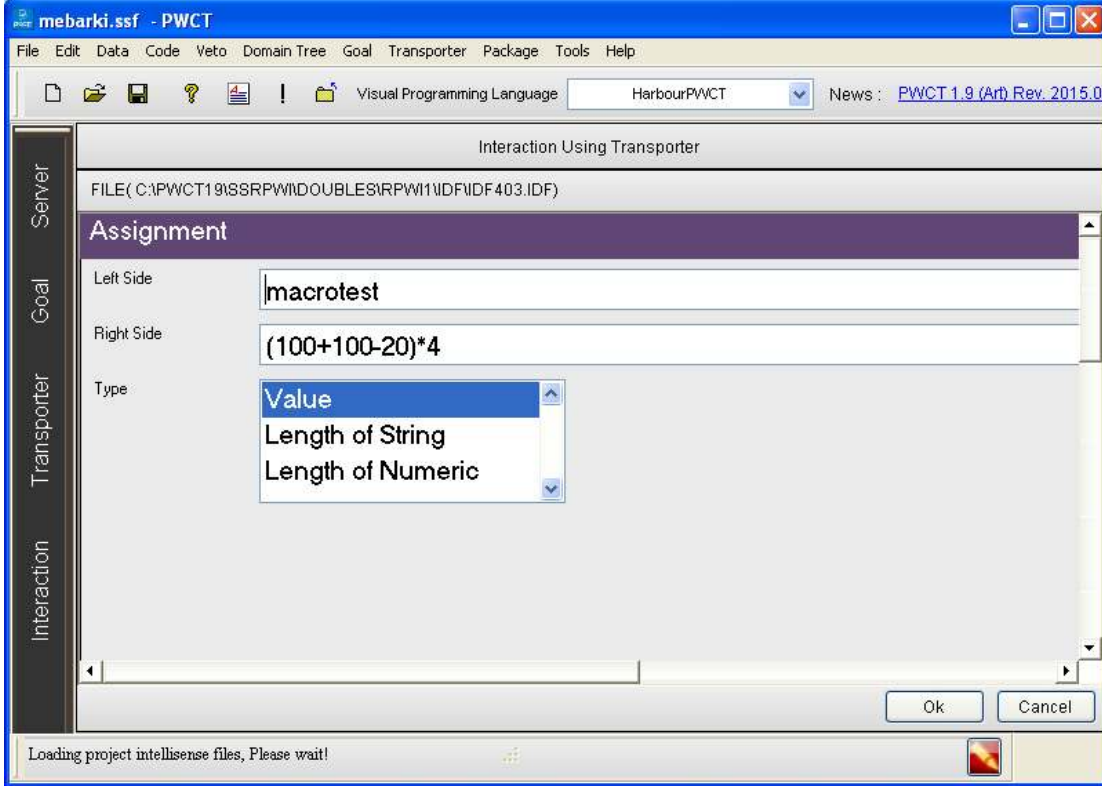 mebarki.ssf - PWCT
File Edit Data Code Veto Domain Tree Goal Transporter Package Tools Help
Visual Programming Language HarbourPWCT News : PWCT 1.9 (Art) Rev. 2015.0
Interaction Using Transporter
FILE( C:\PWCT19\SSRPWI\DOUBLES\RPWI1\IDF\IDF403.IDF)
Server
Goal
Transporter
Interaction
Assignment
Left Side macrotest
Right Side (100+100-20)*4
Type Value
Length of String
Length of Numeric
Ok Cancel
Loading project intellisense files, Please wait!